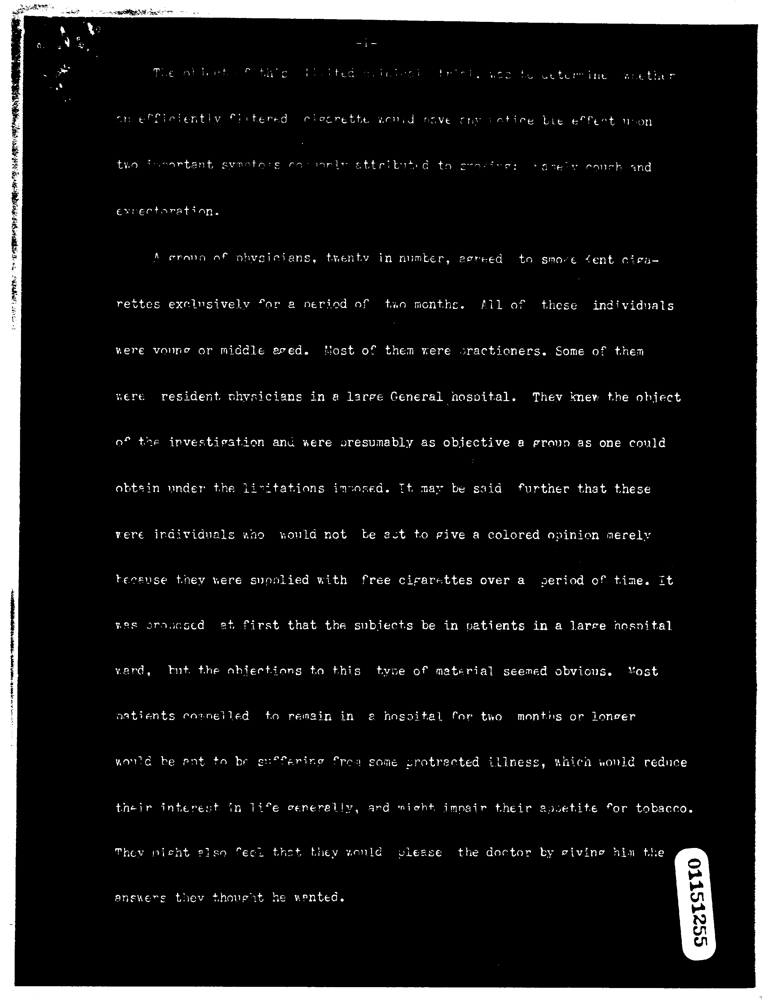 -1-
The object of this limited clinical trial, was to determine whether
an efficiently filtered cigarette would have any notice ble effect upon
two important symptoms commonly attributed to smoking: namely cough and
expectoration.
A group of physicians, twenty in number, agreed to smoke Kent ciga-
rettes exclusively for a period of two months. All of these individuals
were young or middle aged. Most of them were practioners. Some of them
were resident physicians in a large General hospital. They knew the object
of the investigation and were presumably as objective a group as one could
obtain under the limitations imposed. It may be said further that these
were individuals who would not be apt to give a colored opinion merely
because they were supplied with free cigarettes over a period of time. It
was proposed at first that the subjects be in patients in a large hospital
ward, but the objections to this type of material seemed obvious. Most
patients compelled to remain in a hospital for two months or longer
would be apt to be suffering from some protracted illness, which would reduce
their interest in life generally, and might impair their appetite for tobacco.
They might also feel that they would please the doctor by giving him the
answers they thought he wanted.
01151255